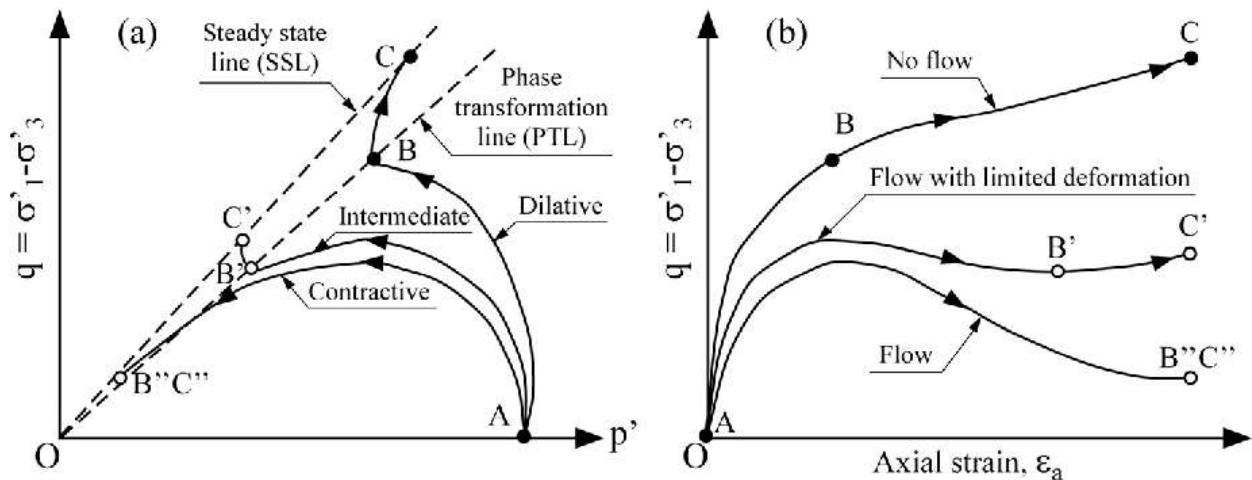 (a)
Steady state
line (SSL)
C
Phase
transformation
line (PTL)
B
q = σ'1-σ'3
C'
Intermediate
Dilative
B'
Contractive
B”C”
A
O
p'
(b)
C
No flow
B
q = σ'1-σ'3
Flow with limited deformation
C'
B'
Flow
B”C”
A
O
Axial strain, εa